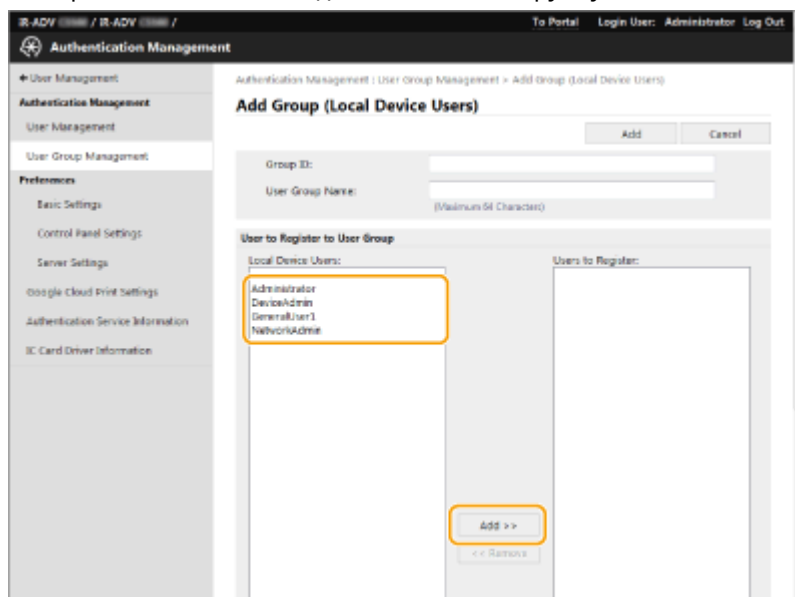 IR-ADV / IR-ADV /
To Portal Login User: Administrator Log Out
Authentication Management
User Management
Authentication Management : User Group Management > Add Group (Local Device Users)
Authentication Management
Add Group (Local Device Users)
User Management
Add Cancel
User Group Management
Group ID:
Preferences
User Group Name:
Basic Settings
(Maximum 64 Characters)
Control Panel Settings
User to Register to User Group
Server Settings
Local Device Users: Users to Register:
Google Cloud Print Settings
Administrator
DeviceAdmin
GeneralUser1
NetworkAdmin
Authentication Service Information
IC Card Driver Information
Add >>
<< Remove